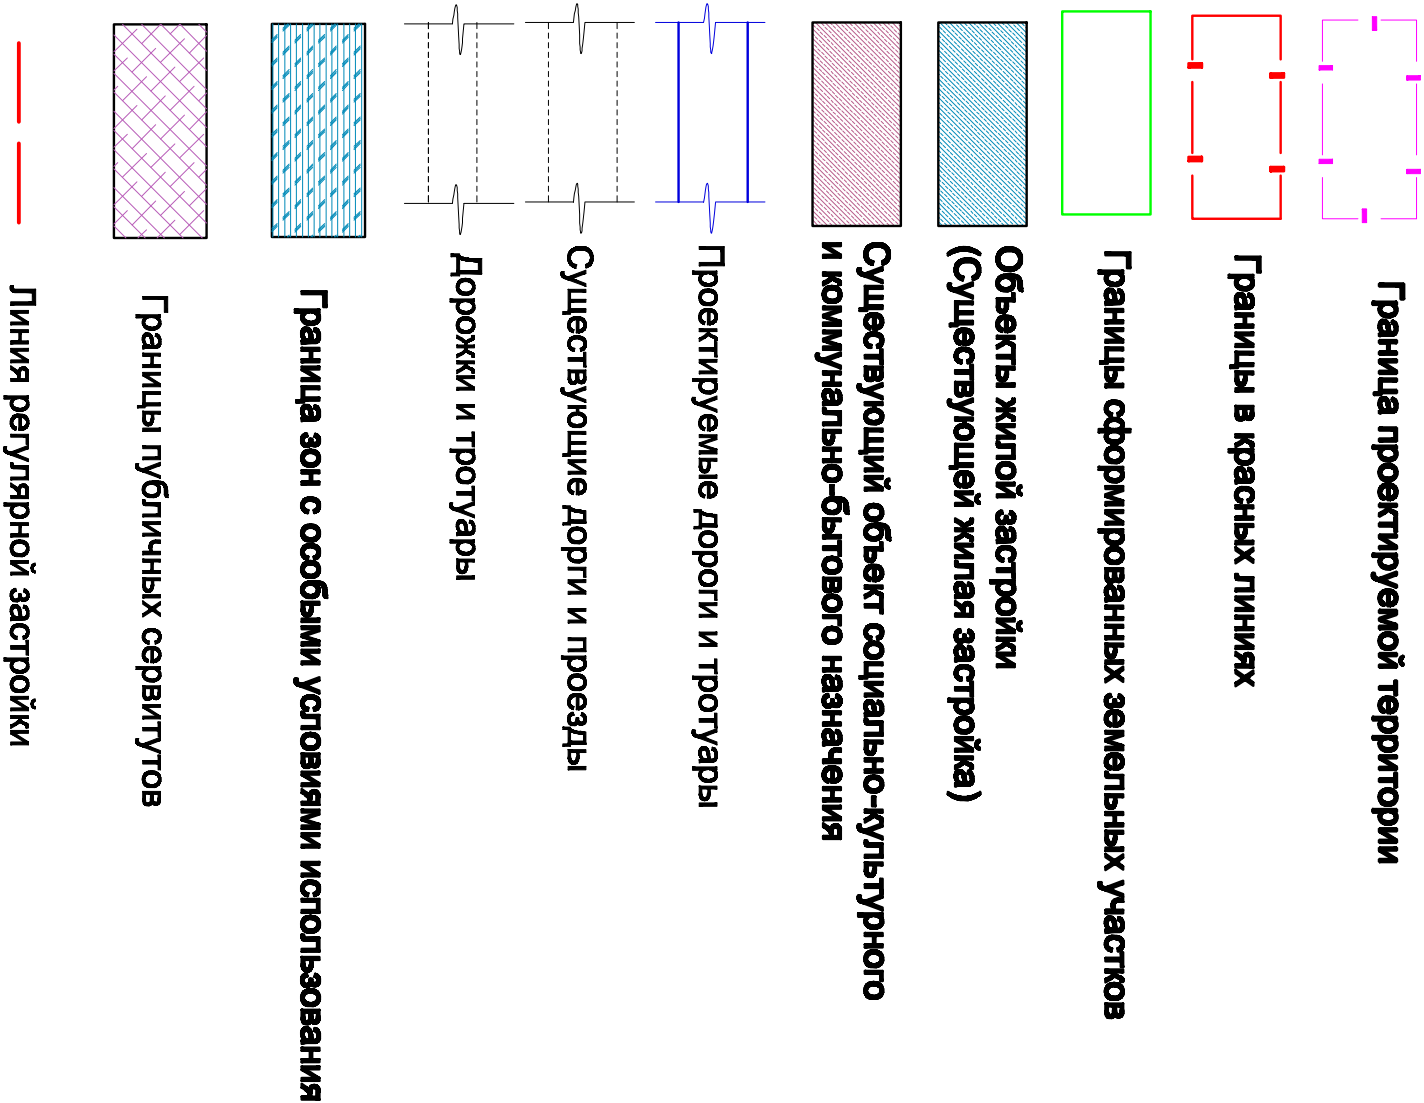 Граница проектируемой территории
Границы в красных линиях
Границы сформированных земельных участков
Объекты жилой застройки
(Существующей жилая застройка)
Существующий объект социально-культурного
и коммунально-бытового назначения
Проектируемые дороги и тротуары
Существующие дорги и проезды
Дорожки и тротуары
Граница зон с особыми условиями использования
Границы публичных сервитутов
Линия регулярной застройки